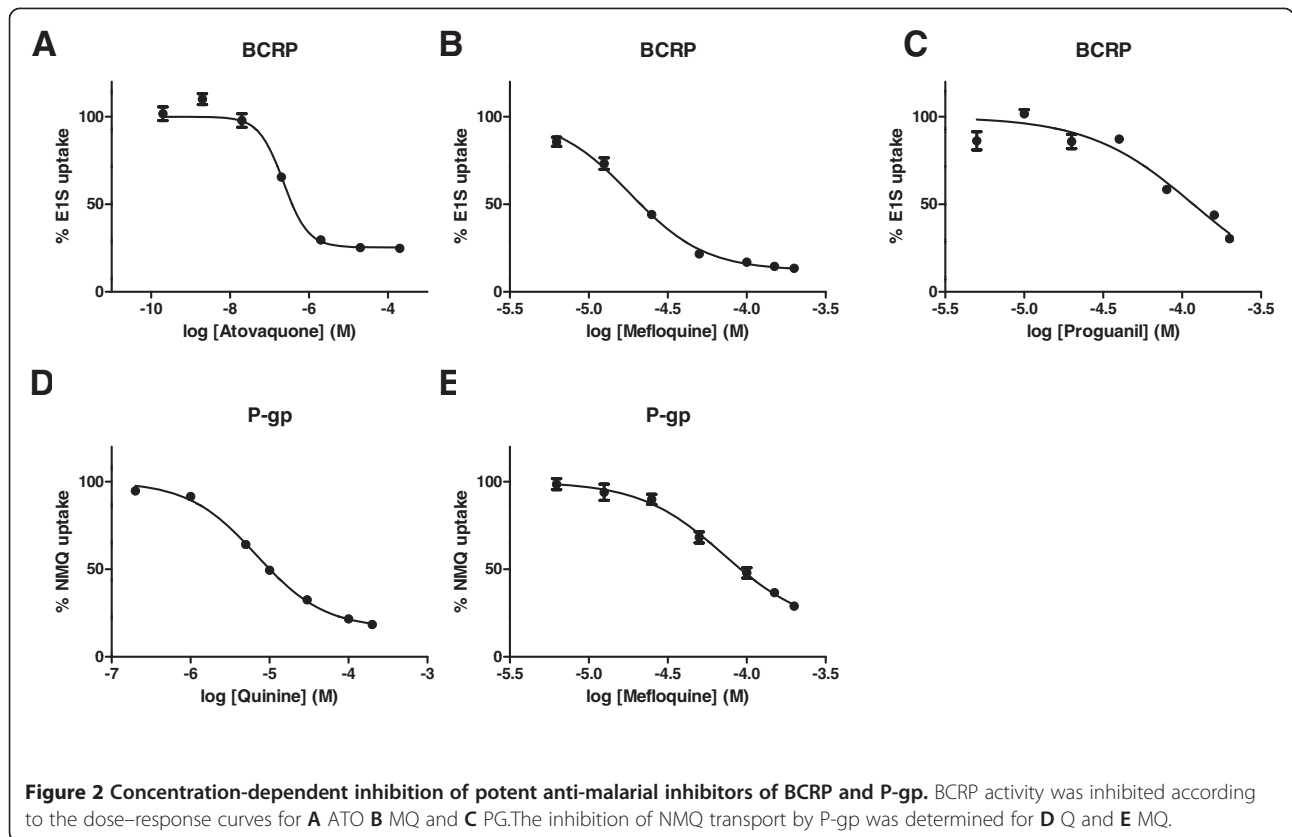 A
BCRP
% E1S uptake
100
50
0
-10
-8
-6
-4
log [Atovaquone] (M)
B
BCRP
% E1S uptake
100
50
0
-5.5
-5.0
-4.5
-4.0
-3.5
log [Mefloquine] (M)
C
BCRP
% E1S uptake
100
50
0
-5.5
-5.0
-4.5
-4.0
-3.5
log [Proguanil] (M)
D
P-gp
% NMQ uptake
100
50
0
-7
-6
-5
-4
-3
log [Quinine] (M)
E
P-gp
% NMQ uptake
100
50
0
-5.5
-5.0
-4.5
-4.0
-3.5
log [Mefloquine] (M)
Figure 2 Concentration-dependent inhibition of potent anti-malarial inhibitors of BCRP and P-gp. BCRP activity was inhibited according
to the dose–response curves for A ATO B MQ and C PG.The inhibition of NMQ transport by P-gp was determined for D Q and E MQ.